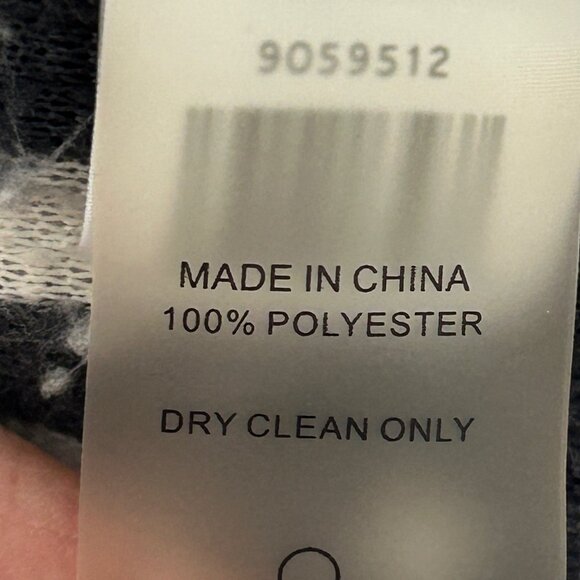 9059512
MADE IN CHINA
100% POLYESTER
DRY CLEAN ONLY